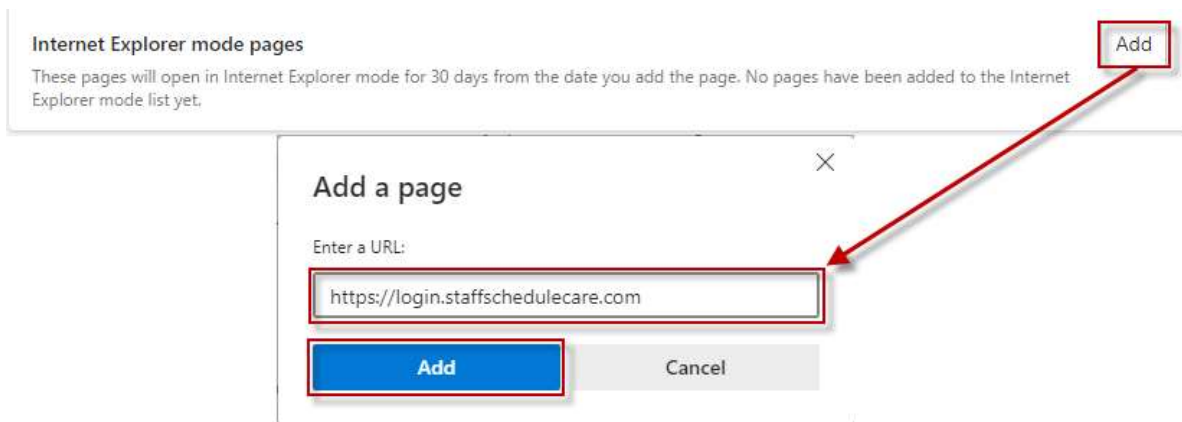 Internet Explorer mode pages
Add
These pages will open in Internet Explorer mode for 30 days from the date you add the page. No pages have been added to the Internet
Explorer mode list yet.
Add a page
Enter a URL:
https://login.staffschedulecare.com
Add
Cancel